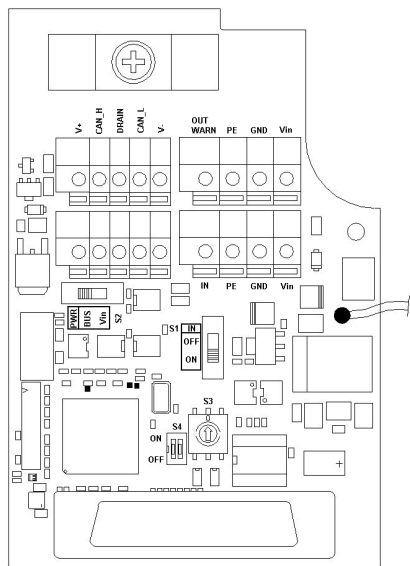 V+ CAN_H DRAIN CAN_L V-
OUT
WARN PE GND Vin
IN PE GND Vin
PWR
BUS
Vin
S2
S1
IN
OFF
ON
S3
S4
ON
OFF
+